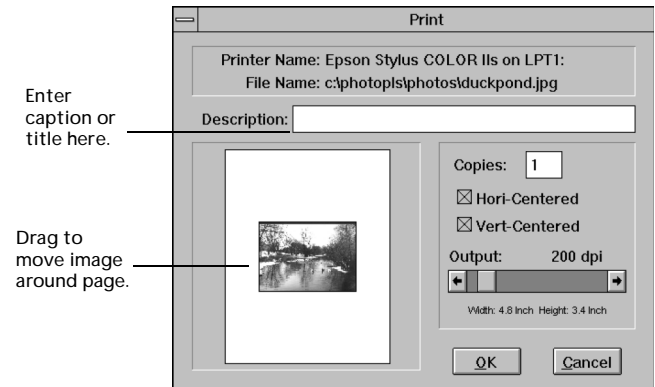 Print
Printer Name: Epson Stylus COLOR IIs on LPT1:
File Name: c:\photopls\photos\duckpond.jpg
Enter
caption or
title here.
Description:
Copies: 1
Hori-Centered
Vert-Centered
Drag to
move image
around page.
Output: 200 dpi
Width: 4.8 Inch Height: 3.4 Inch
OK Cancel